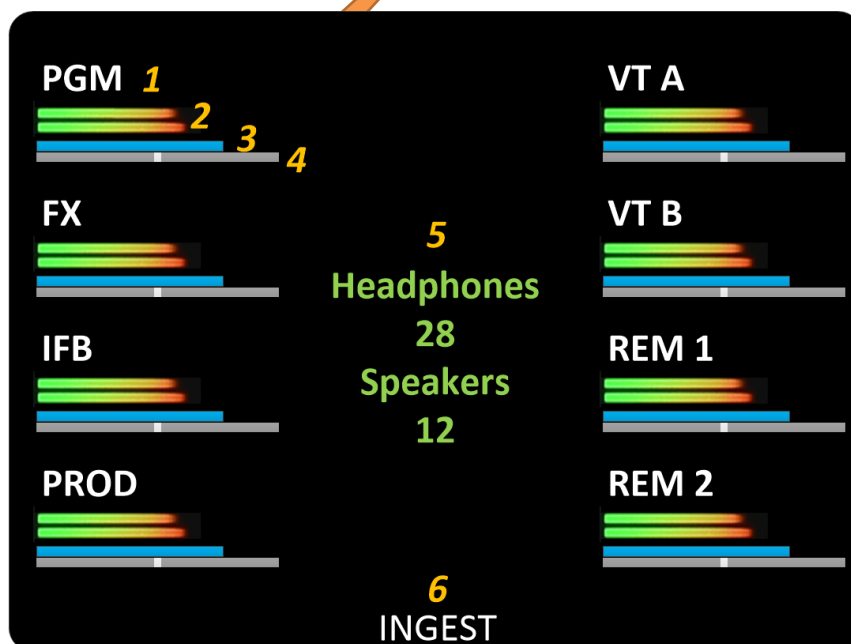 PGM 1
2
3
4
FX
IFB
PROD
5
Headphones
28
Speakers
12
6
INGEST
VT A
VT B
REM 1
REM 2